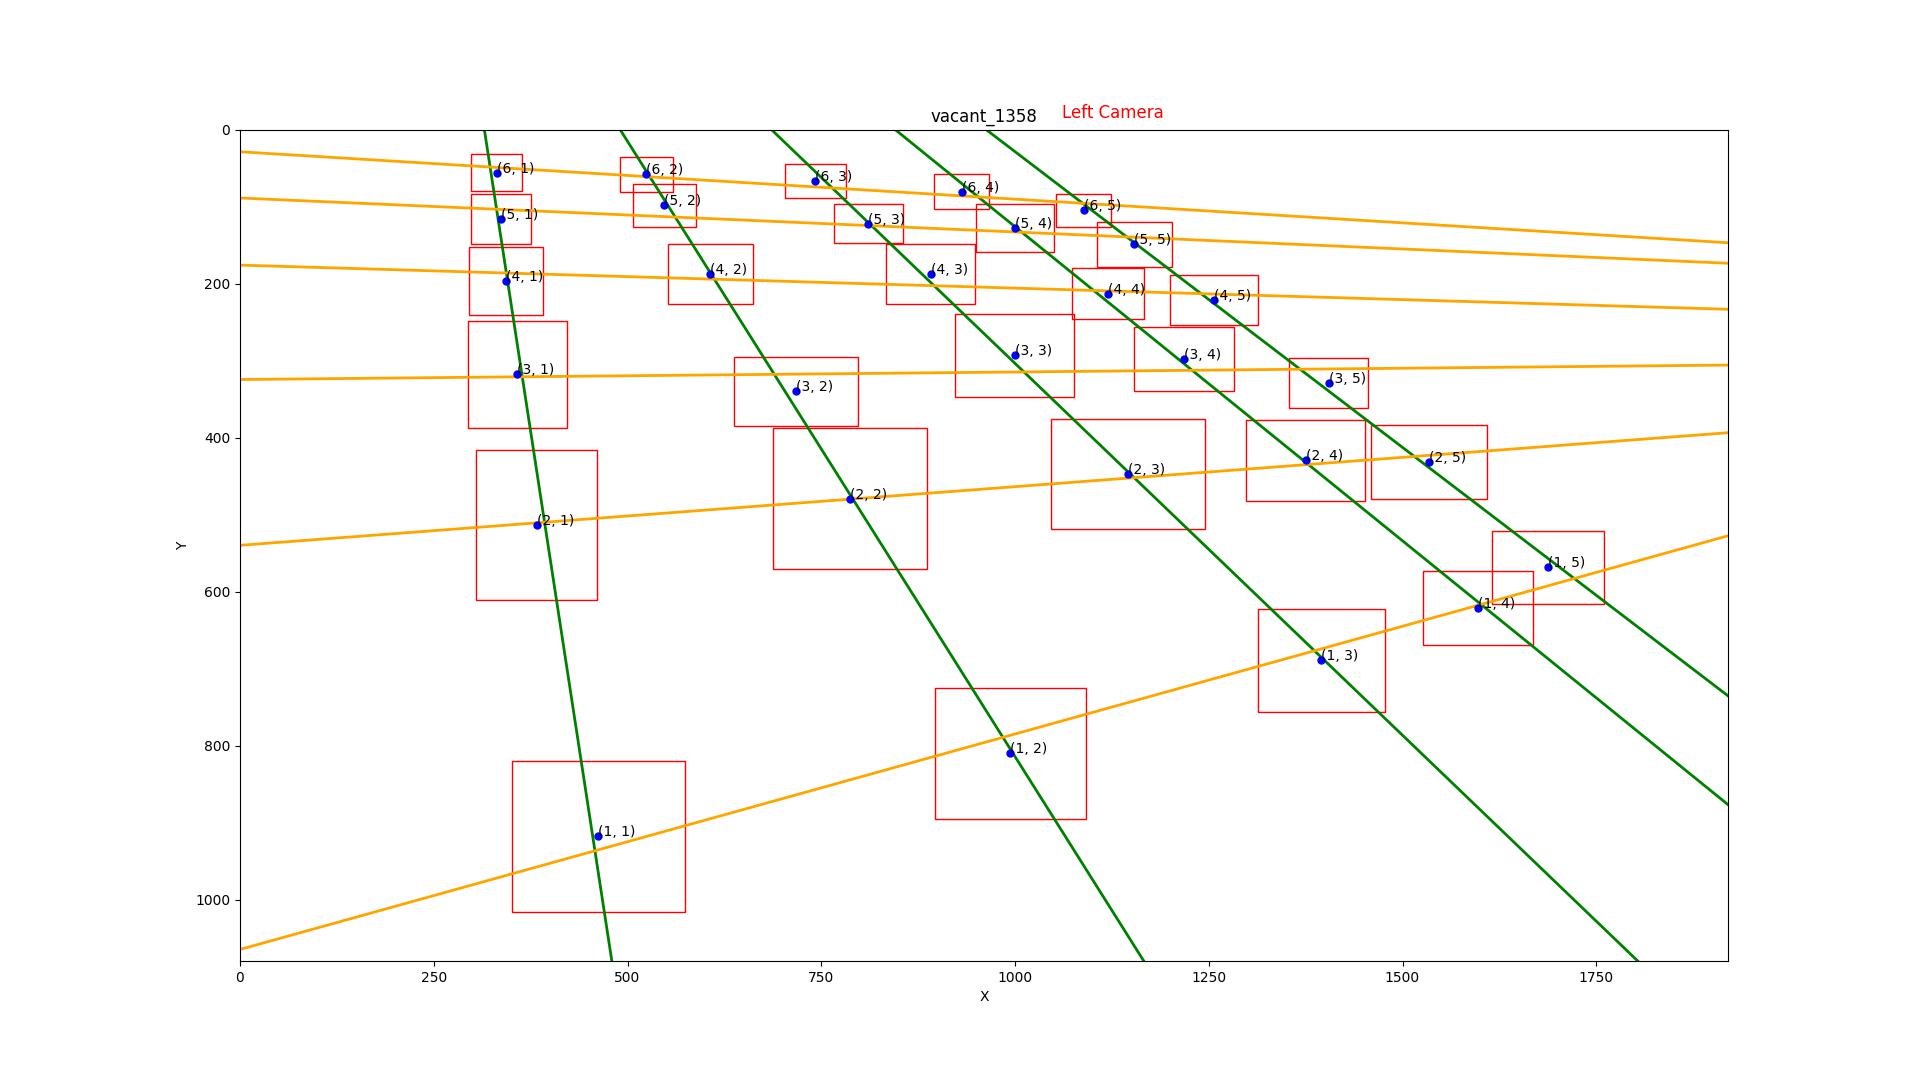 vacant_1358 Left Camera
0
(6, 1) (6, 2) (6, 3) (6, 4) (6, 5)
(5, 1) (5, 2) (5, 3) (5, 4) (5, 5)
200
(4, 1) (4, 2) (4, 3) (4, 4) (4, 5)
(3, 1) (3, 2) (3, 3) (3, 4) (3, 5)
400
(2, 1) (2, 2) (2, 3) (2, 4) (2, 5)
Y
600
(1, 1) (1, 2) (1, 3) (1, 4) (1, 5)
800
1000
0 250 500 750 1000 1250 1500 1750
X